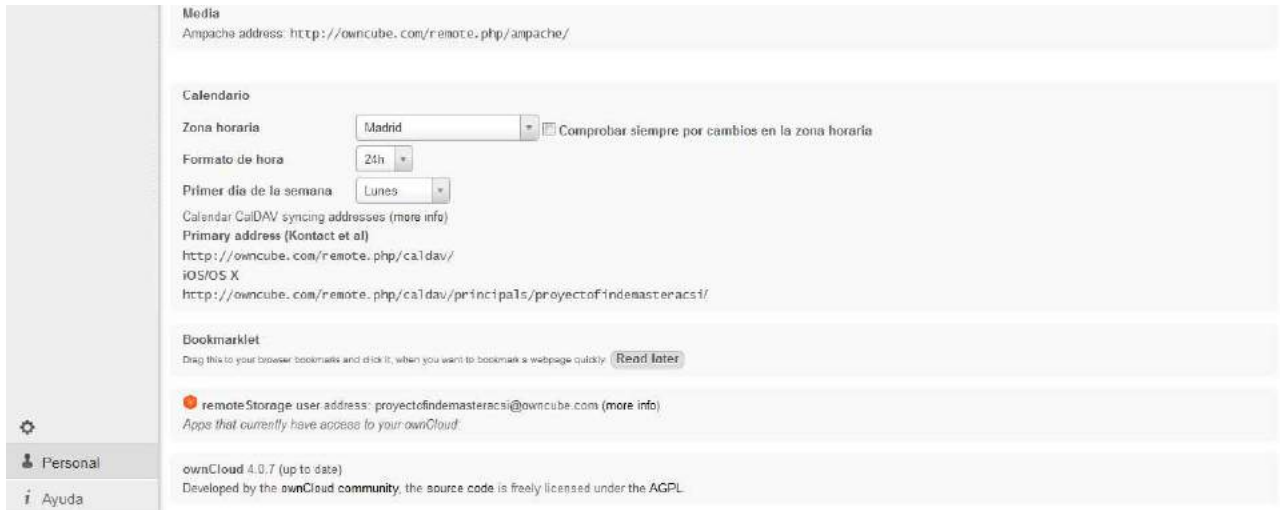 Media
Ampache address: http://owncube.com/remote.php/ampache/
Calendario
Zona horaria Madrid Comprobar siempre por cambios en la zona horaria
Formato de hora 24h
Primer día de la semana Lunes
Calendar CalDAV syncing addresses (more info)
Primary address (Kontact et al)
http://owncube.com/remote.php/caldav/
iOS/OS X
http://owncube.com/remote.php/caldav/principals/proyectofindemasteracsi/
Bookmarklet
Drag this to your browser bookmarks and click it, when you want to bookmark a webpage quickly: Read later
remoteStorage user address: proyectofindemasteracsi@owncube.com (more info)
Apps that currently have access to your ownCloud:
ownCloud 4.0.7 (up to date)
Developed by the ownCloud community, the source code is freely licensed under the AGPL.
Personal
Ayuda